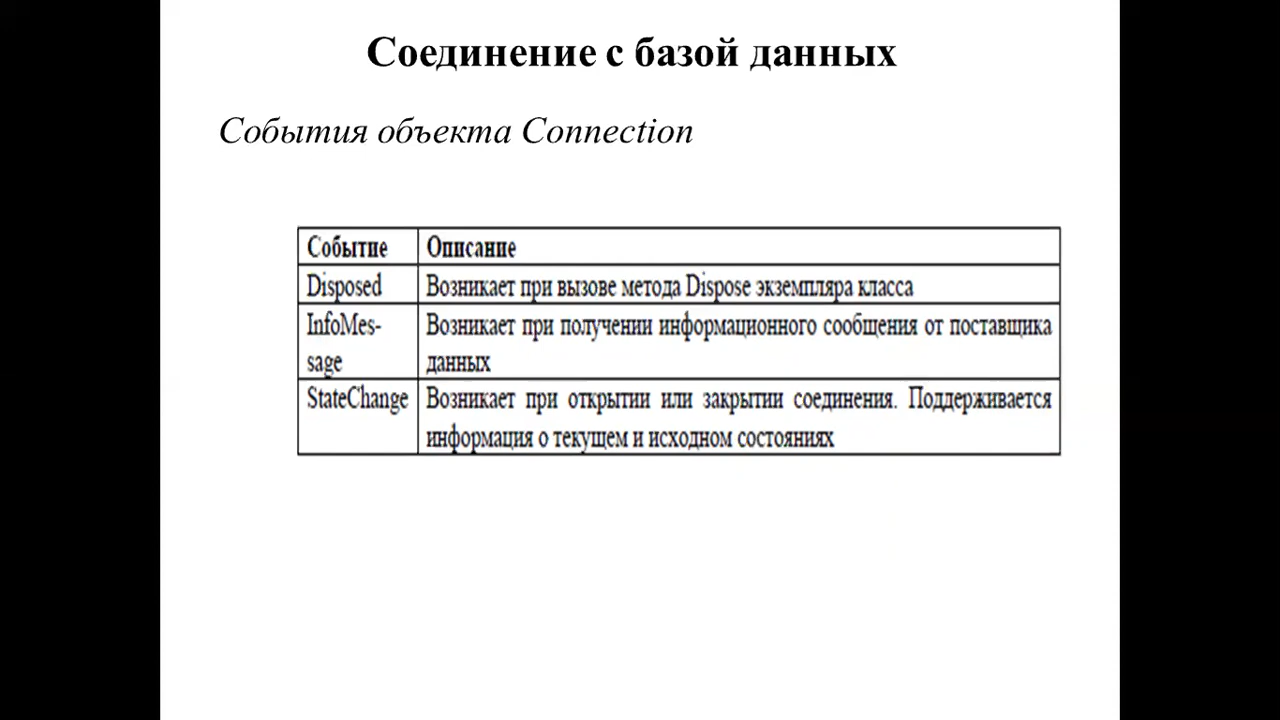 Соединение с базой данных
События объекта Connection
Событие Описание
Disposed Возникает при вызове метода Dispose экземпляра класса
InfoMes- Возникает при получении информационного сообщения от поставщика
sage данных
StateChange Возникает при открытии или закрытии соединения. Поддерживается
информация о текущем и исходном состояниях